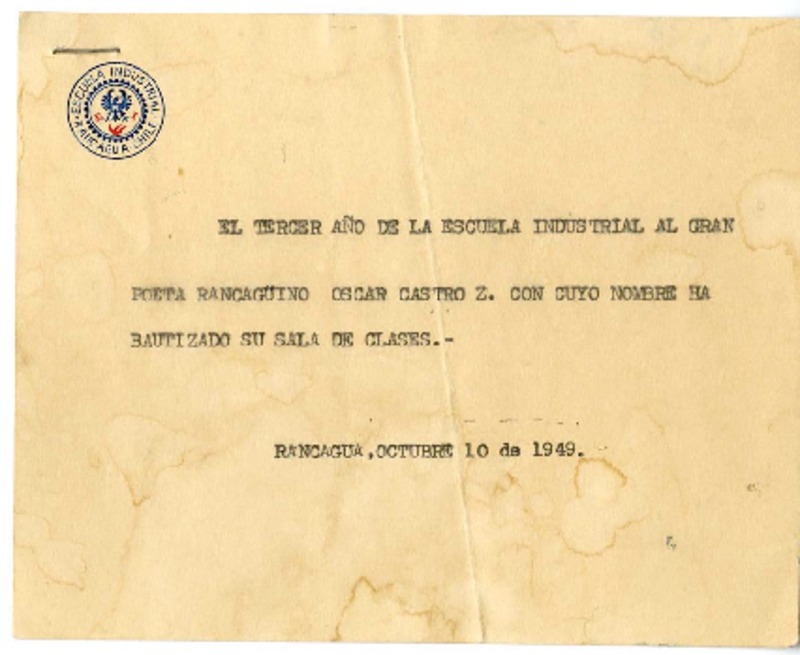 ESCUELA INDUSTRIAL
RANCAGUA-CHILE
EL TERCER AÑO DE LA ESCUELA INDUSTRIAL AL GRAN
POETA RANCAGÜINO OSCAR CASTRO Z. CON CUYO NOMBRE HA
BAUTIZADO SU SALA DE CLASES.-
RANCAGUA,OCTUBRE 10 de 1949.